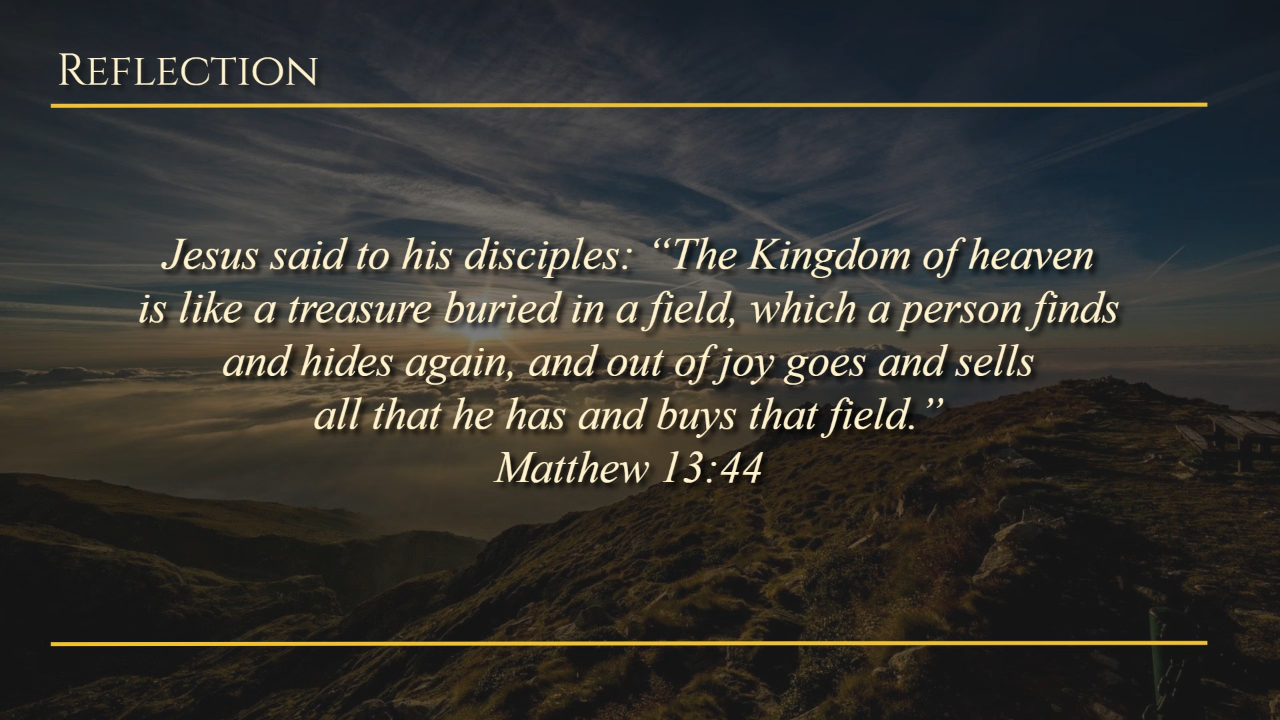 Reflection
Jesus said to his disciples: “The Kingdom of heaven
is like a treasure buried in a field, which a person finds
and hides again, and out of joy goes and sells
all that he has and buys that field.”
Matthew 13:44